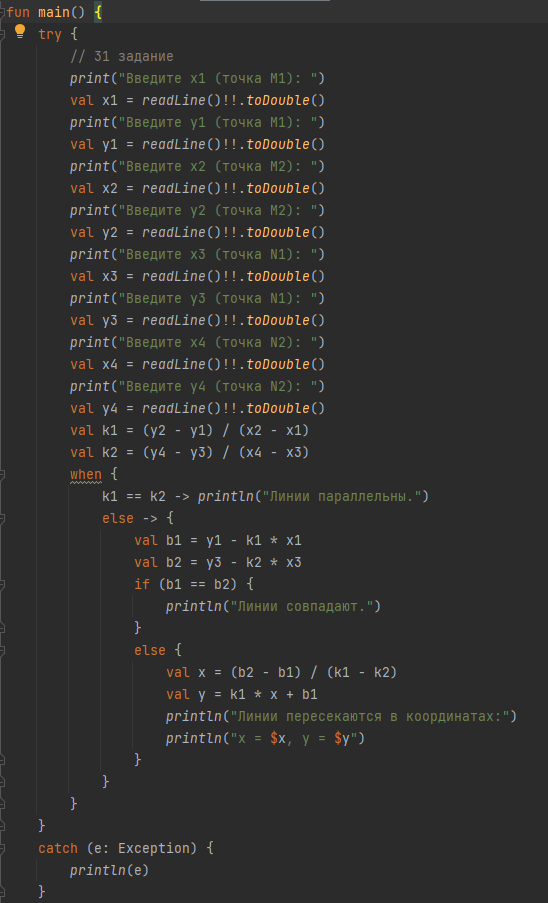 fun main() {
    try {
        // 31 задание
        print("Введите x1 (точка M1): ")
        val x1 = readLine()!!.toDouble()
        print("Введите y1 (точка M1): ")
        val y1 = readLine()!!.toDouble()
        print("Введите x2 (точка M2): ")
        val x2 = readLine()!!.toDouble()
        print("Введите y2 (точка M2): ")
        val y2 = readLine()!!.toDouble()
        print("Введите x3 (точка N1): ")
        val x3 = readLine()!!.toDouble()
        print("Введите y3 (точка N1): ")
        val y3 = readLine()!!.toDouble()
        print("Введите x4 (точка N2): ")
        val x4 = readLine()!!.toDouble()
        print("Введите y4 (точка N2): ")
        val y4 = readLine()!!.toDouble()
        val k1 = (y2 - y1) / (x2 - x1)
        val k2 = (y4 - y3) / (x4 - x3)
        when {
            k1 == k2 -> println("Линии параллельны.")
            else -> {
                val b1 = y1 - k1 * x1
                val b2 = y3 - k2 * x3
                if (b1 == b2) {
                    println("Линии совпадают.")
                }
                else {
                    val x = (b2 - b1) / (k1 - k2)
                    val y = k1 * x + b1
                    println("Линии пересекаются в координатах:")
                    println("x = $x, y = $y")
                }
            }
        }
    }
    catch (e: Exception) {
        println(e)
    }